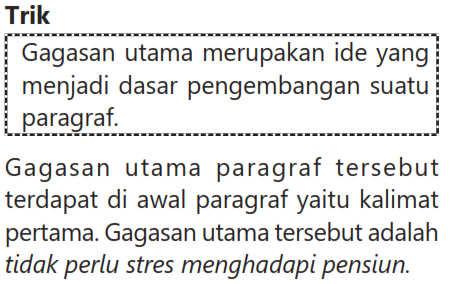 Trik
Gagasan utama merupakan ide yang
menjadi dasar pengembangan suatu
paragraf.
Gagasan utama paragraf tersebut
terdapat di awal paragraf yaitu kalimat
pertama. Gagasan utama tersebut adalah
tidak perlu stres menghadapi pensiun.